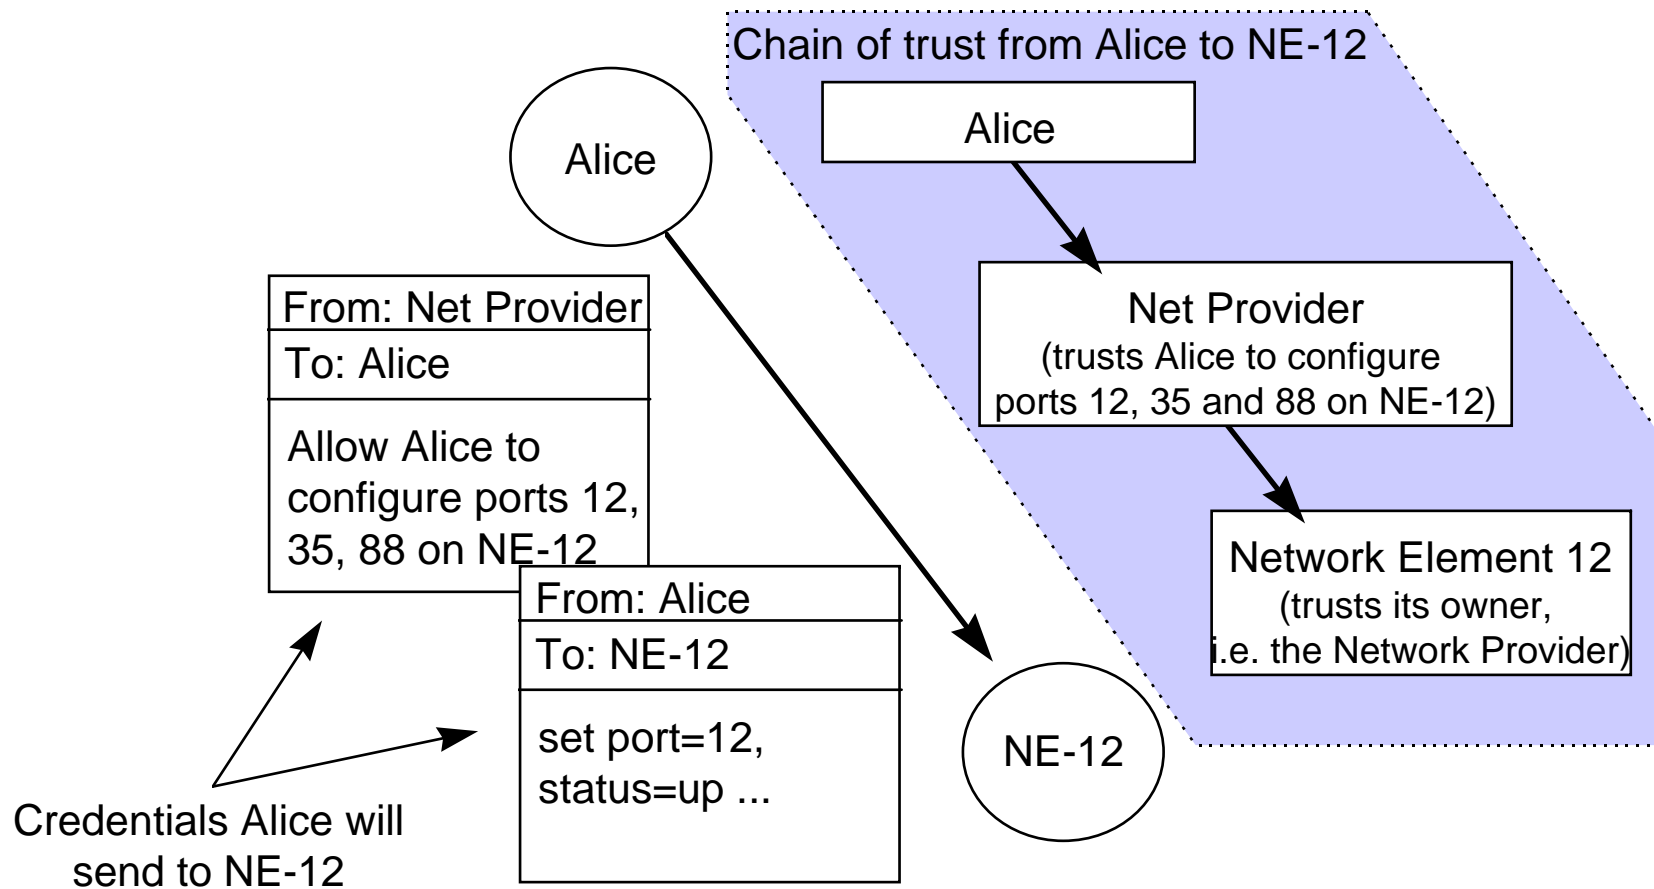 Chain of trust from Alice to NE-12
Alice
Alice
Net Provider
(trusts Alice to configure
ports 12, 35 and 88 on NE-12)
Network Element 12
(trusts its owner,
i.e. the Network Provider)
From: Net Provider
To: Alice
Allow Alice to
configure ports 12,
35, 88 on NE-12
From: Alice
To: NE-12
set port=12,
status=up ...
NE-12
Credentials Alice will
send to NE-12